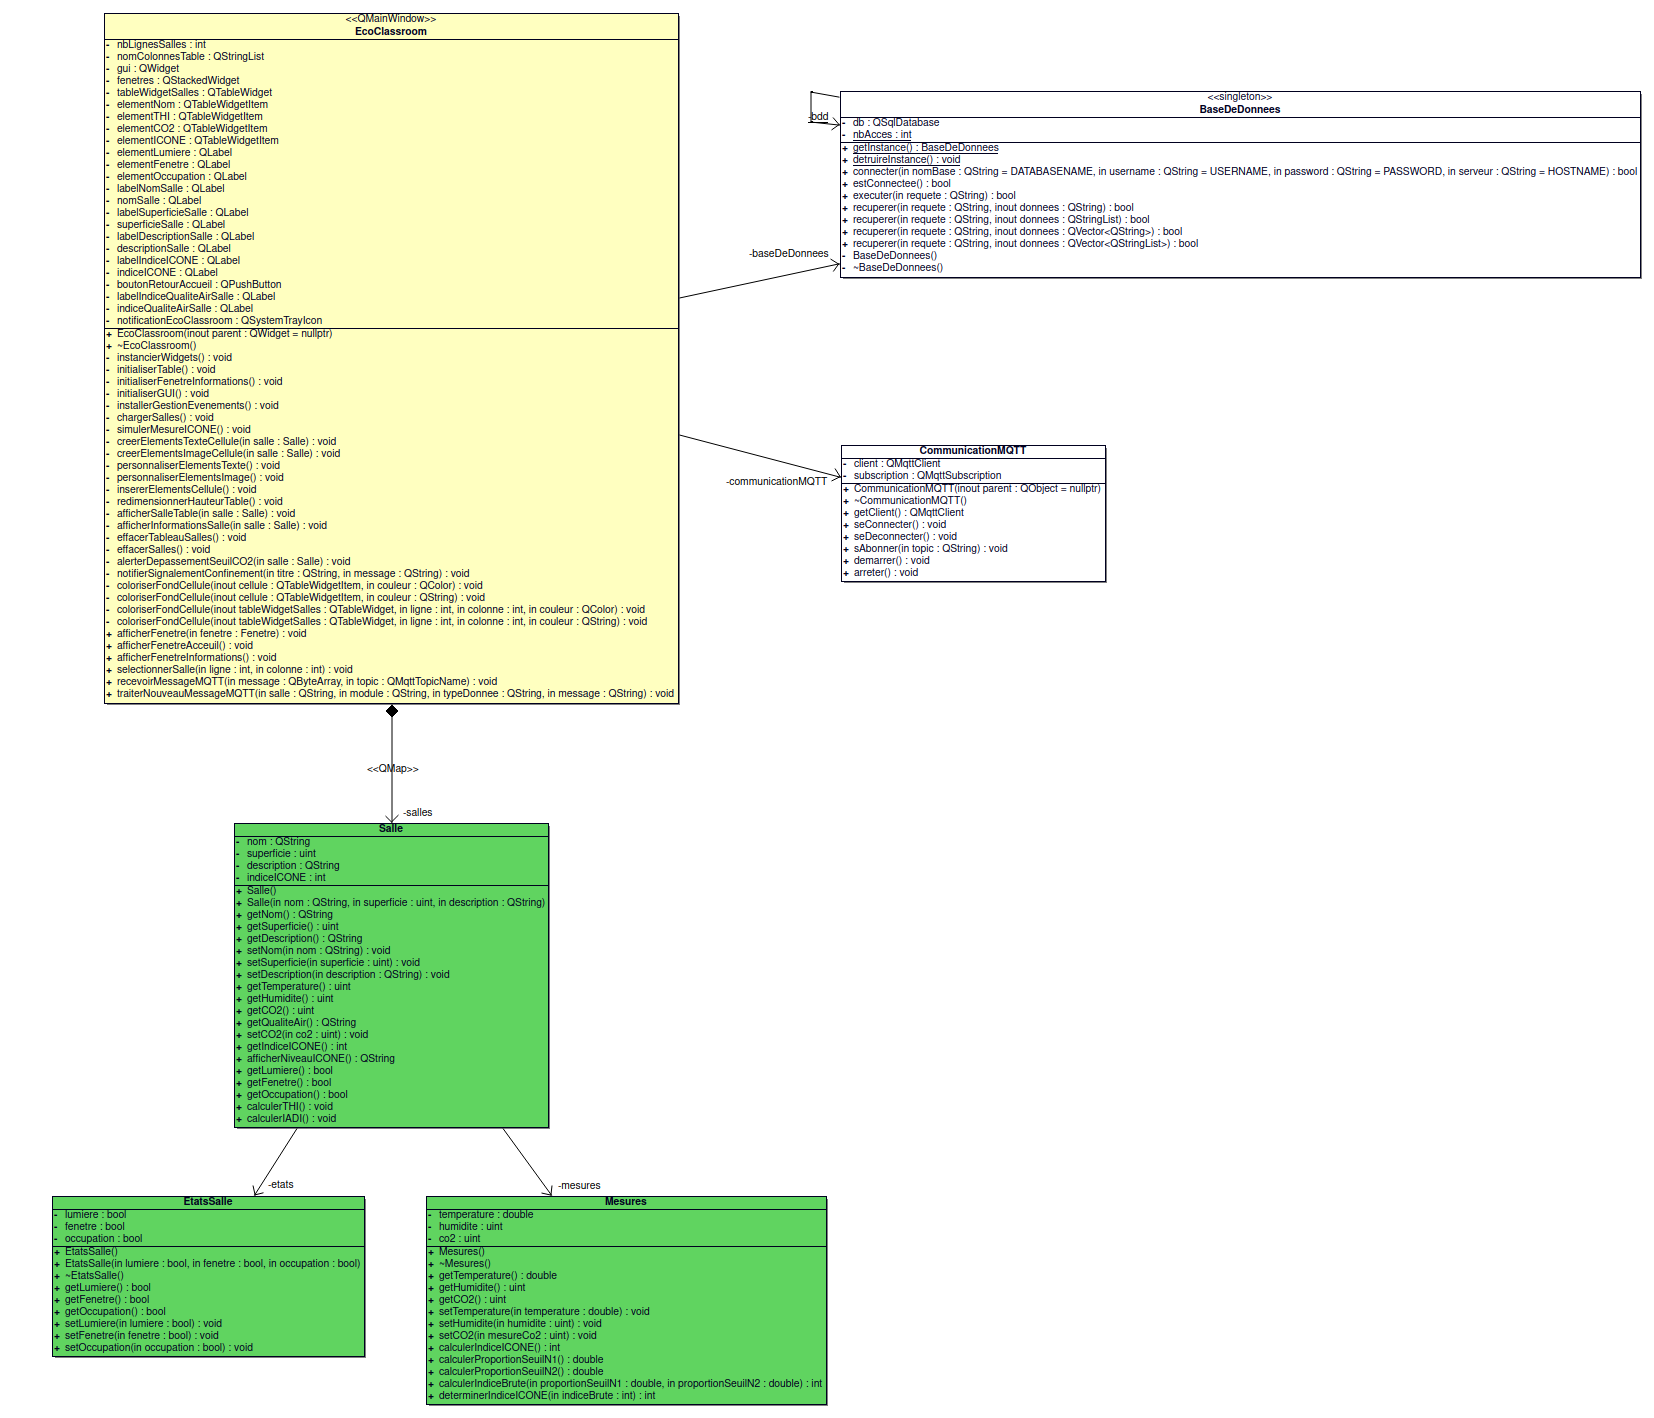 <<QMainWindow>>
EcoClassroom
- nbLignesSalles : int
- nomColonnesTable : QStringList
- gui : QWidget
- fenetres : QStackedWidget
- tableWidgetSalles : QTableWidget
- elementNom : QTableWidgetItem
- elementTHI : QTableWidgetItem
- elementCO2 : QTableWidgetItem
- elementICONE : QTableWidgetItem
- elementLumiere : QLabel
- elementFenetre : QLabel
- elementOccupation : QLabel
- labelNomSalle : QLabel
- nomSalle : QLabel
- labelSuperficieSalle : QLabel
- superficieSalle : QLabel
- labelDescriptionSalle : QLabel
- descriptionSalle : QLabel
- labelIndiceICONE : QLabel
- indiceICONE : QLabel
- boutonRetourAccueil : QPushButton
- labelIndiceQualiteAirSalle : QLabel
- indiceQualiteAirSalle : QLabel
- notificationEcoClassroom : QSystemTrayIcon
+ EcoClassroom(inout parent : QWidget = nullptr)
+ ~EcoClassroom()
- instancierWidgets() : void
- initialiserTable() : void
- initialiserFenetreInformations() : void
- initialiserGUI() : void
- installerGestionEvenements() : void
- chargerSalles() : void
- simulerMesureICONE() : void
- creerElementsTexteCellule(in salle : Salle) : void
- creerElementsImageCellule(in salle : Salle) : void
- personnaliserElementsTexte() : void
- personnaliserElementsImage() : void
- insererElementsCellule() : void
- redimensionnerHauteurTable() : void
- afficherSalleTable(in salle : Salle) : void
- afficherInformationsSalle(in salle : Salle) : void
- effacerTableauSalles() : void
- effacerSalles() : void
- alerterDepassementSeuilCO2(in salle : Salle) : void
- notifierSignalementConfinement(in titre : QString, in message : QString) : void
- coloriserFondCellule(inout cellule : QTableWidgetItem, in couleur : QColor) : void
- coloriserFondCellule(inout cellule : QTableWidgetItem, in couleur : QString) : void
- coloriserFondCellule(inout tableWidgetSalles : QTableWidget, in ligne : int, in colonne : int, in couleur : QColor) : void
- coloriserFondCellule(inout tableWidgetSalles : QTableWidget, in ligne : int, in colonne : int, in couleur : QString) : void
+ afficherFenetre(in fenetre : Fenetre) : void
+ afficherFenetreAcceuil() : void
+ afficherFenetreInformations() : void
+ selectionnerSalle(in ligne : int, in colonne : int) : void
+ recevoirMessageMQTT(in message : QByteArray, in topic : QMqttTopicName) : void
+ traiterNouveauMessageMQTT(in salle : QString, in module : QString, in typeDonnee : QString, in message : QString) : void
-bdd
<<singleton>>
BaseDeDonnees
- db : QSqlDatabase
- nbAcces : int
+ getInstance() : BaseDeDonnees
+ detruireInstance() : void
+ connecter(in nomBase : QString = DATABASENAME, in username : QString = USERNAME, in password : QString = PASSWORD, in serveur : QString = HOSTNAME) : bool
+ estConnectee() : bool
+ executer(in requete : QString) : bool
+ recuperer(in requete : QString, inout donnees : QString) : bool
+ recuperer(in requete : QString, inout donnees : QStringList) : bool
+ recuperer(in requete : QString, inout donnees : QVector<QString>) : bool
+ recuperer(in requete : QString, inout donnees : QVector<QStringList>) : bool
- BaseDeDonnees()
- ~BaseDeDonnees()
-baseDeDonnees
-communicationMQTT
CommunicationMQTT
- client : QMqttClient
- subscription : QMqttSubscription
+ CommunicationMQTT(inout parent : QObject = nullptr)
+ ~CommunicationMQTT()
+ getClient() : QMqttClient
+ seConnecter() : void
+ seDeconnecter() : void
+ sAbonner(in topic : QString) : void
+ demarrer() : void
+ arreter() : void
<<QMap>>
-salles
Salle
- nom : QString
- superficie : uint
- description : QString
- indiceICONE : int
+ Salle()
+ Salle(in nom : QString, in superficie : uint, in description : QString)
+ getNom() : QString
+ getSuperficie() : uint
+ getDescription() : QString
+ setNom(in nom : QString) : void
+ setSuperficie(in superficie : uint) : void
+ setDescription(in description : QString) : void
+ getTemperature() : uint
+ getHumidite() : uint
+ getCO2() : uint
+ getQualiteAir() : QString
+ setCO2(in co2 : uint) : void
+ getIndiceICONE() : int
+ afficherNiveauICONE() : QString
+ getLumiere() : bool
+ getFenetre() : bool
+ getOccupation() : bool
+ calculerTHI() : void
+ calculerIADI() : void
-etats
-mesures
EtatsSalle
- lumiere : bool
- fenetre : bool
- occupation : bool
+ EtatsSalle()
+ EtatsSalle(in lumiere : bool, in fenetre : bool, in occupation : bool)
+ ~EtatsSalle()
+ getLumiere() : bool
+ getFenetre() : bool
+ getOccupation() : bool
+ setLumiere(in lumiere : bool) : void
+ setFenetre(in fenetre : bool) : void
+ setOccupation(in occupation : bool) : void
Mesures
- temperature : double
- humidite : uint
- co2 : uint
+ Mesures()
+ ~Mesures()
+ getTemperature() : double
+ getHumidite() : uint
+ getCO2() : uint
+ setTemperature(in temperature : double) : void
+ setHumidite(in humidite : uint) : void
+ setCO2(in mesureCo2 : uint) : void
+ calculerIndiceICONE() : int
+ calculerProportionSeuilN1() : double
+ calculerProportionSeuilN2() : double
+ calculerIndiceBrute(in proportionSeuilN1 : double, in proportionSeuilN2 : double) : int
+ determinerIndiceICONE(in indiceBrute : int) : int